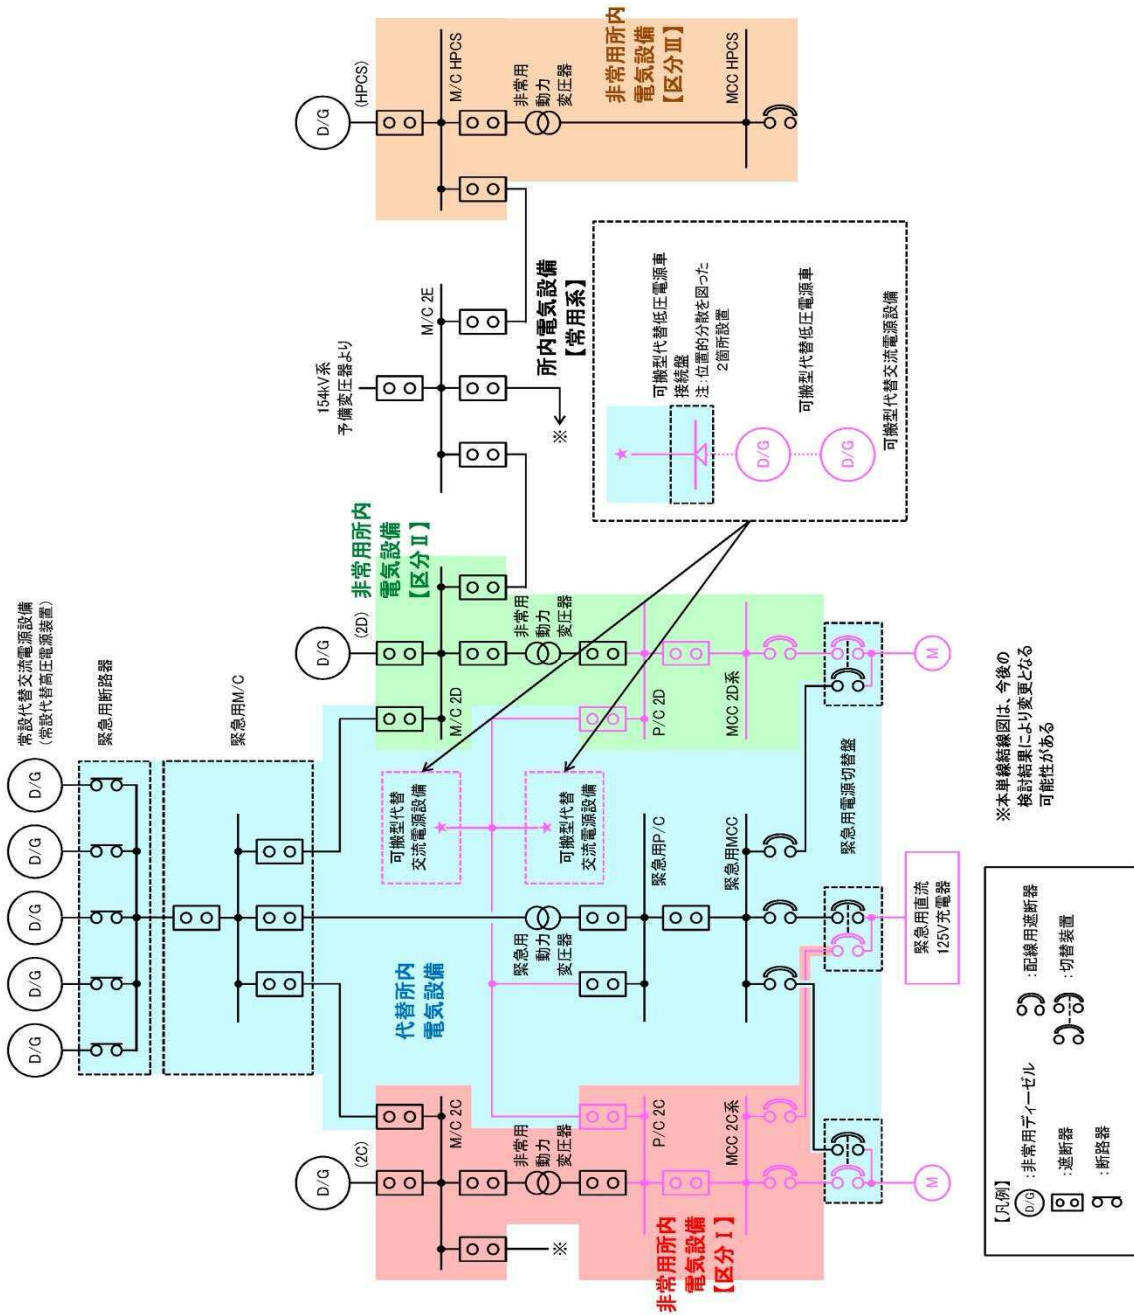 常設代替交流電源設備
(常設代替高圧電源装置)
D/G
D/G
D/G
D/G
D/G
緊急用断路器
緊急用M/C
154kV系
予備変圧器より
D/G
(2C)
M/C 2C
※
非常用
動力
変圧器
P/C 2C
MCC 2C系
非常用所内
電気設備
【区分Ⅰ】
M
代替所内
電気設備
緊急用
動力
変圧器
可搬型代替
交流電源設備
可搬型代替
交流電源設備
緊急用P/C
緊急用MCC
緊急用電源切替盤
緊急用直流
125V充電器
D/G
(2D)
非常用所内
電気設備
【区分Ⅱ】
M/C 2D
非常用
動力
変圧器
P/C 2D
MCC 2D系
M
M/C 2E
※
所内電気設備
【常用系】
D/G
(HPCS)
M/C HPCS
非常用
動力
変圧器
非常用所内
電気設備
【区分Ⅲ】
MCC HPCS
可搬型代替低圧電源車
接続盤
注:位置的分散を図った
2箇所設置
D/G
D/G
可搬型代替低圧電源車
可搬型代替交流電源設備
【凡例】
D/G
:非常用ディーゼル
:遮断器
:断路器
:配線用遮断器
:切替装置
※本単線結線図は、今後の
検討結果により変更となる
可能性がある